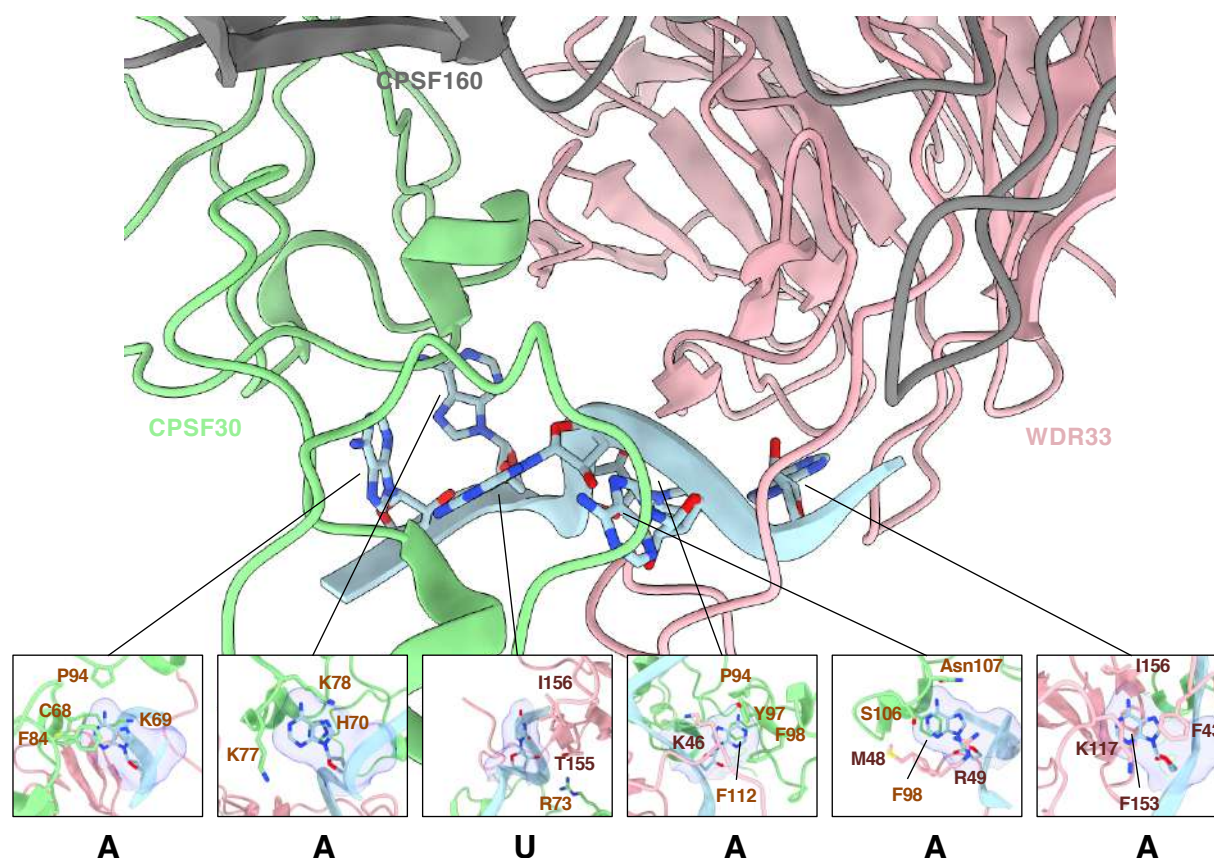 CPSF160
CPSF30
WDR33
P94
C68
K69
F84
K78
H70
K77
I156
T155
R73
P94
Y97
K46
F98
F112
Asn107
S106
M48
R49
F98
I156
F43
K117
F153
A A U A A A